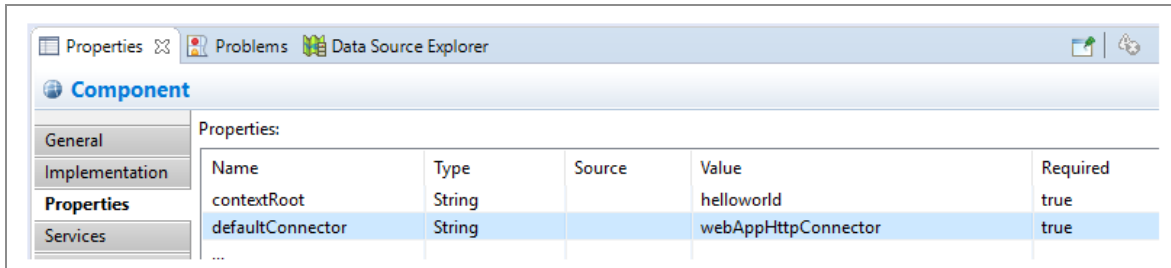 Properties Problems Data Source Explorer
Component
General
Implementation
Properties
Services
Properties:
Name Type Source Value Required
contextRoot String helloworld true
defaultConnector String webAppHttpConnector true
...